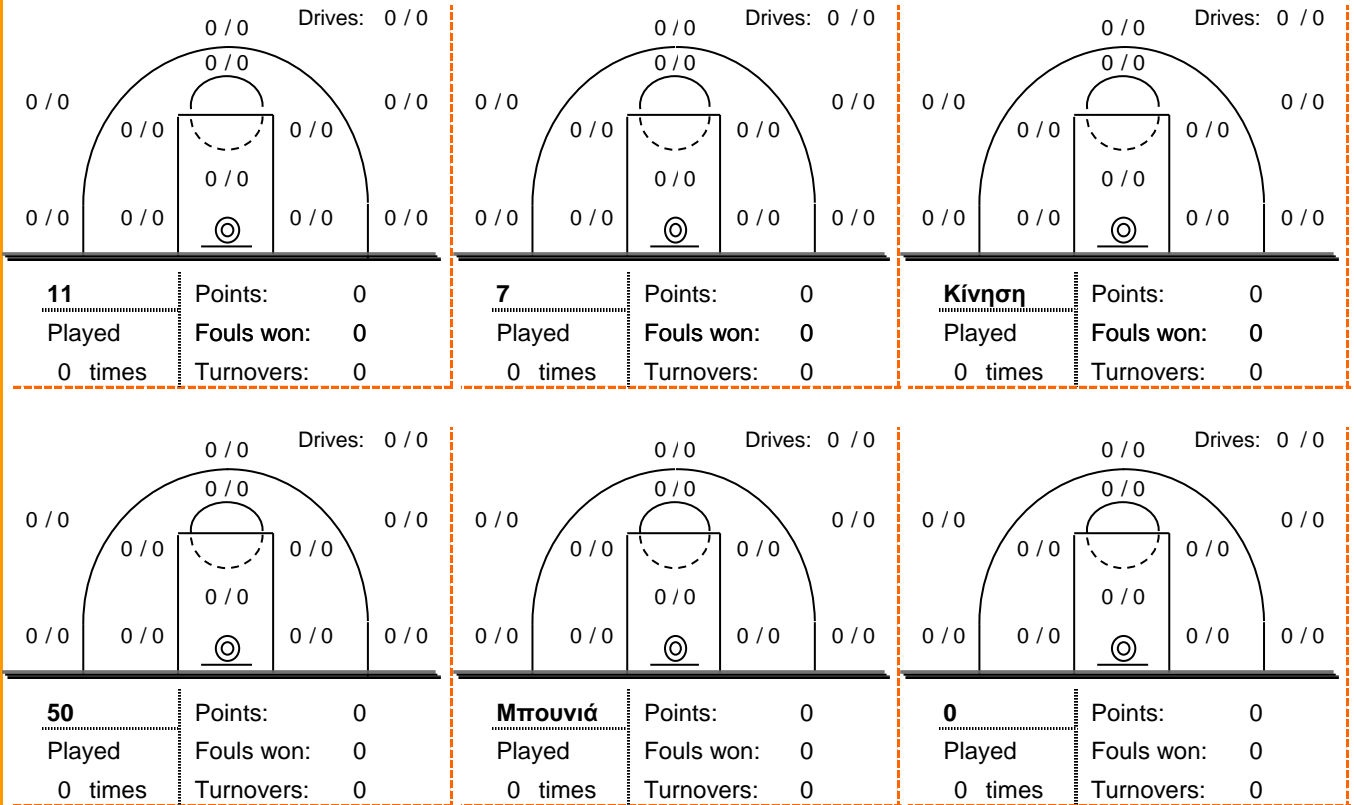 Drives: 0 / 0
0 / 0
0 / 0
0 / 0 0 / 0
0 / 0 0 / 0
0 / 0
0 / 0 0 / 0 0 / 0 0 / 0
11 Points: 0
Played Fouls won: 0
0 times Turnovers: 0
Drives: 0 / 0
0 / 0
0 / 0
0 / 0 0 / 0
0 / 0 0 / 0
0 / 0
0 / 0 0 / 0 0 / 0 0 / 0
7 Points: 0
Played Fouls won: 0
0 times Turnovers: 0
Drives: 0 / 0
0 / 0
0 / 0
0 / 0 0 / 0
0 / 0 0 / 0
0 / 0
0 / 0 0 / 0 0 / 0 0 / 0
Κίνηση Points: 0
Played Fouls won: 0
0 times Turnovers: 0
Drives: 0 / 0
0 / 0
0 / 0
0 / 0 0 / 0
0 / 0 0 / 0
0 / 0
0 / 0 0 / 0 0 / 0 0 / 0
50 Points: 0
Played Fouls won: 0
0 times Turnovers: 0
Drives: 0 / 0
0 / 0
0 / 0
0 / 0 0 / 0
0 / 0 0 / 0
0 / 0
0 / 0 0 / 0 0 / 0 0 / 0
Μπουνιά Points: 0
Played Fouls won: 0
0 times Turnovers: 0
Drives: 0 / 0
0 / 0
0 / 0
0 / 0 0 / 0
0 / 0 0 / 0
0 / 0
0 / 0 0 / 0 0 / 0 0 / 0
0 Points: 0
Played Fouls won: 0
0 times Turnovers: 0